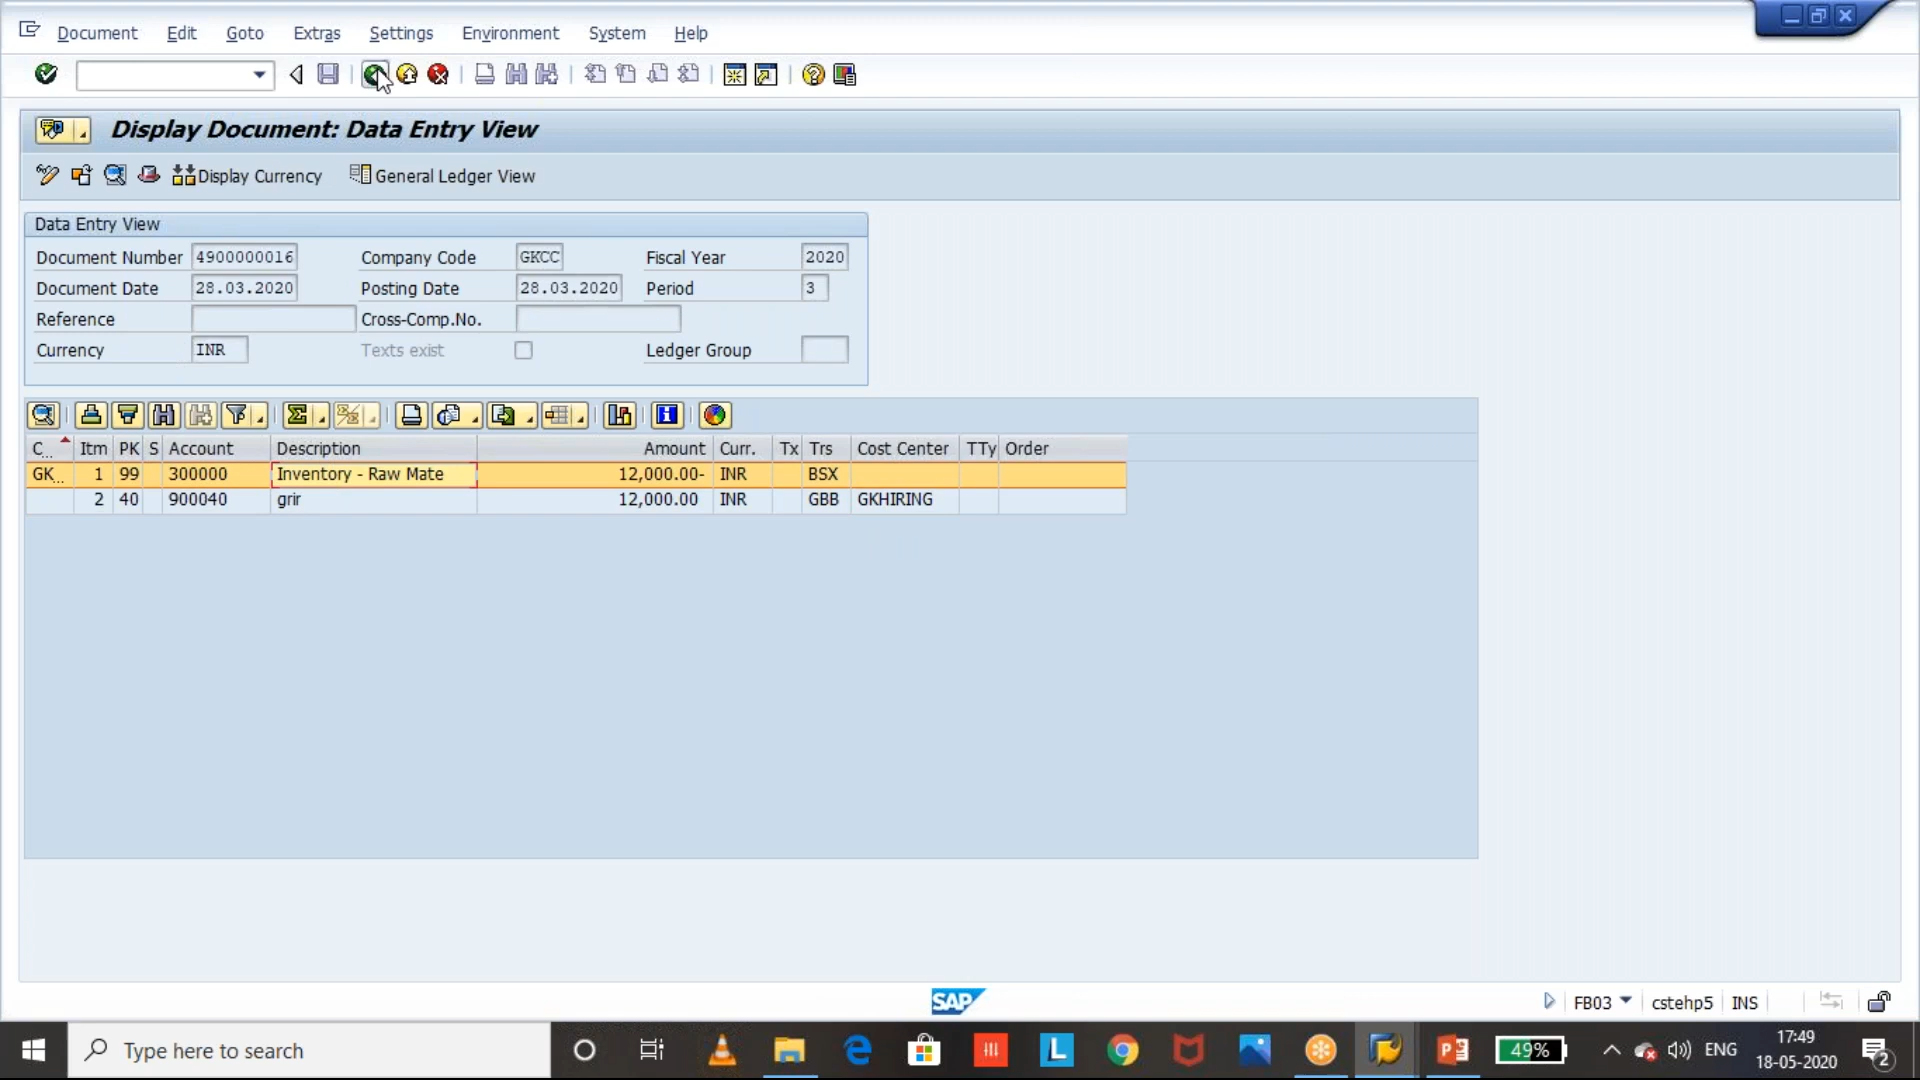 Document Edit Goto Extras Settings Environment System Help
Display Document: Data Entry View
Display Currency General Ledger View
Data Entry View
Document Number 4900000016 Company Code GKCC Fiscal Year 2020
Document Date 28.03.2020 Posting Date 28.03.2020 Period 3
Reference Cross-Comp.No.
Currency INR Texts exist Ledger Group
C... Itm PK S Account Description Amount Curr. Tx Trs Cost Center TTy Order
GK... 1 99 300000 Inventory - Raw Mate 12,000.00- INR BSX
2 40 900040 grir 12,000.00 INR GBB GKHIRING
SAP FB03 cstehp5 INS
Type here to search 49% ENG 17:49
18-05-2020 2